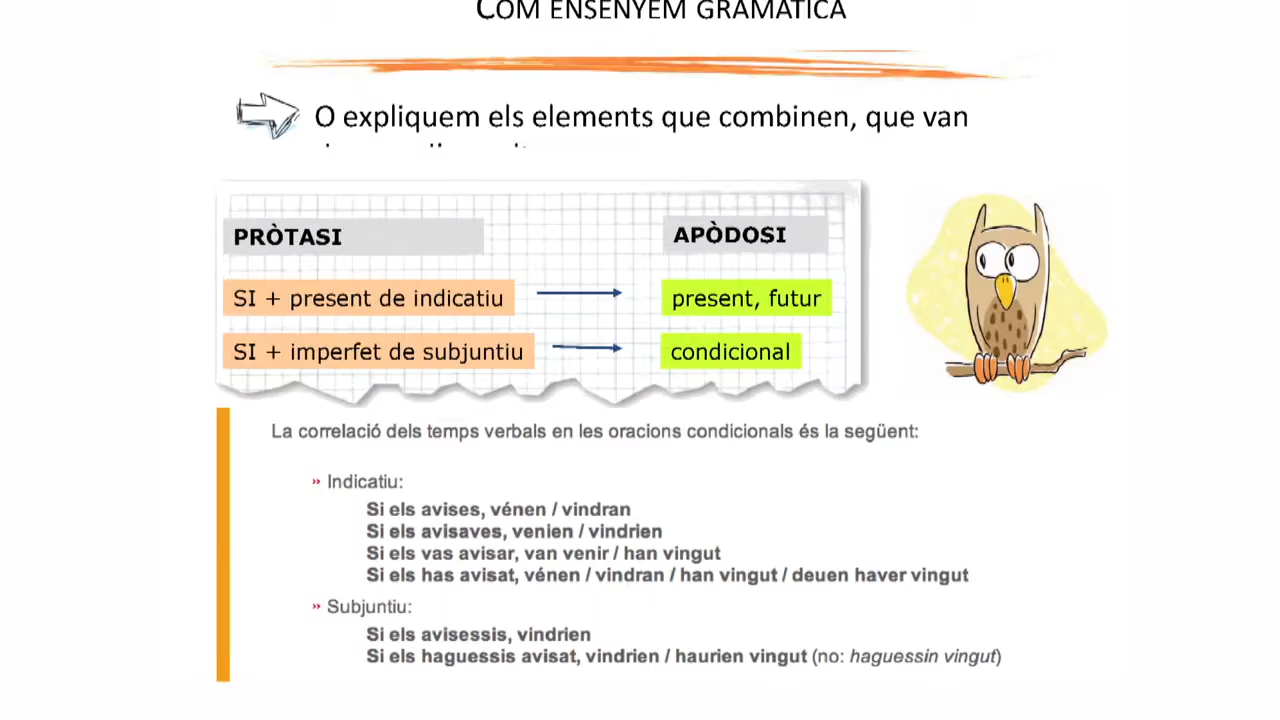 COM ENSENYEM GRAMÀTICA
O expliquem els elements que combinen, que van
PRÒTASI
APÒDOSI
SI + present de indicatiu
present, futur
SI + imperfet de subjuntiu
condicional
La correlació dels temps verbals en les oracions condicionals és la següent:
» Indicatiu:
Si els avises, vénen / vindran
Si els avisaves, venien / vindrien
Si els vas avisar, van venir / han vingut
Si els has avisat, vénen / vindran / han vingut / deuen haver vingut
» Subjuntiu:
Si els avisessis, vindrien
Si els haguessis avisat, vindrien / haurien vingut (no: haguessin vingut)